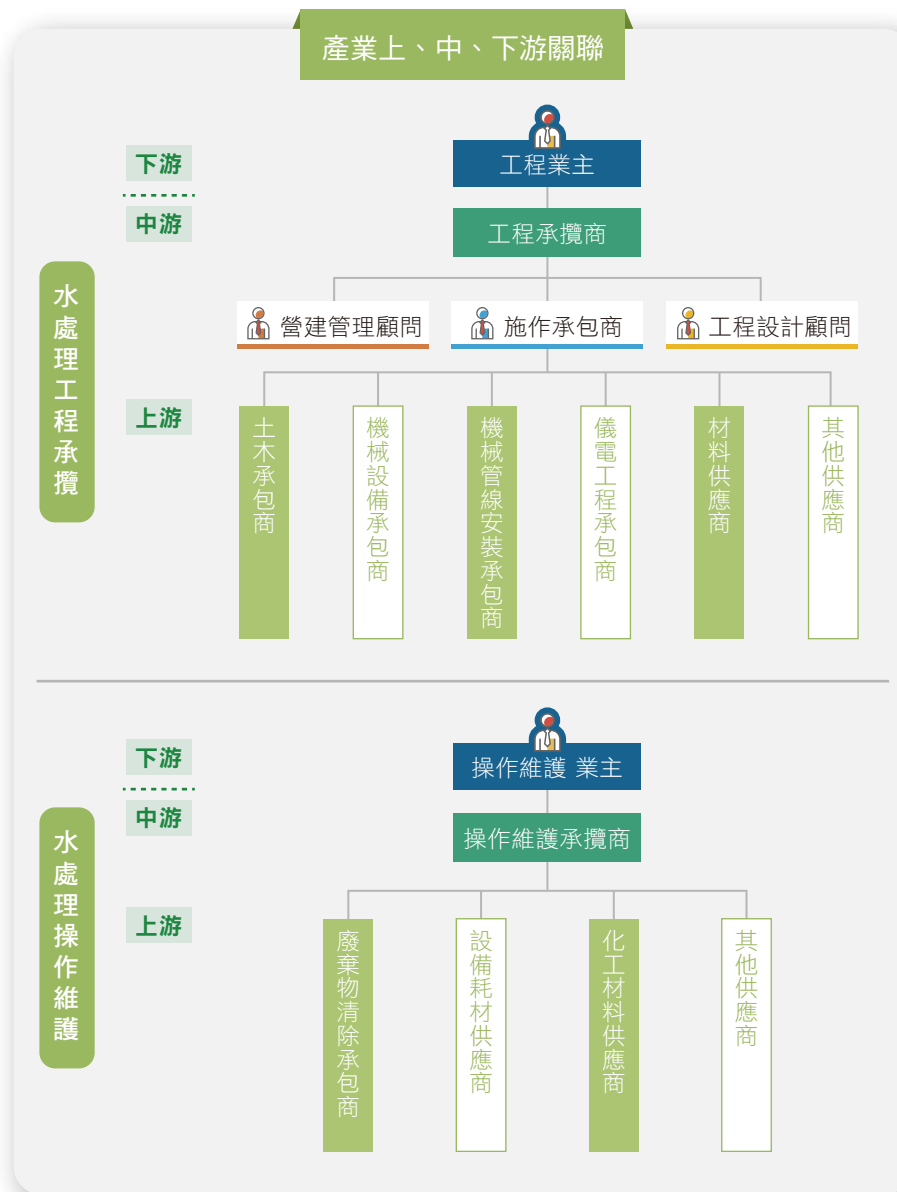 產業上、中、下游關聯
水處理工程承攬
下游
工程業主
中游
工程承攬商
營建管理顧問
施作承包商
工程設計顧問
上游
土木承包商
機械設備承包商
機械管線安裝承包商
儀電工程承包商
材料供應商
其他供應商
水處理操作維護
下游
操作維護 業主
中游
操作維護承攬商
上游
廢棄物清除承包商
設備耗材供應商
化工材料供應商
其他供應商